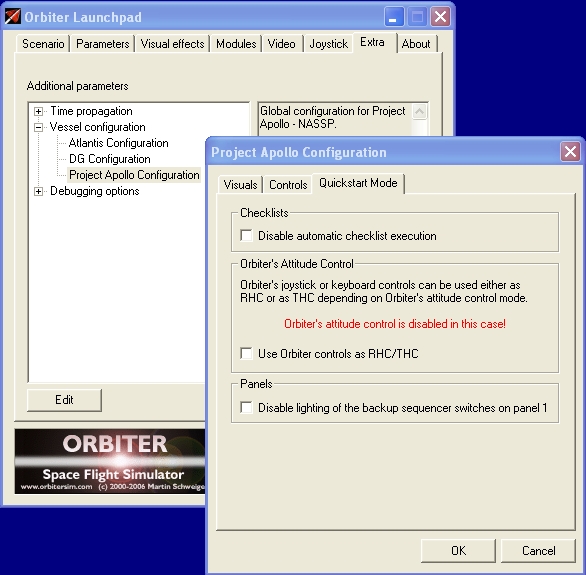 Orbiter Launchpad
Scenario Parameters Visual effects Modules Video Joystick Extra About
Additional parameters
Time propagation
Vessel configuration
Atlantis Configuration
DG Configuration
Project Apollo Configuration
Debugging options
Global configuration for Project
Apollo - NASSP.
Edit
ORBITER
Space Flight Simulator
www.orbitersim.com (c) 2000-2006 Martin Schweige
Project Apollo Configuration
Visuals Controls Quickstart Mode
Checklists
Disable automatic checklist execution
Orbiter's Attitude Control
Orbiter's joystick or keyboard controls can be used either as
RHC or as THC depending on Orbiter's attitude control mode.
Orbiter's attitude control is disabled in this case!
Use Orbiter controls as RHC/THC
Panels
Disable lighting of the backup sequencer switches on panel 1
OK Cancel